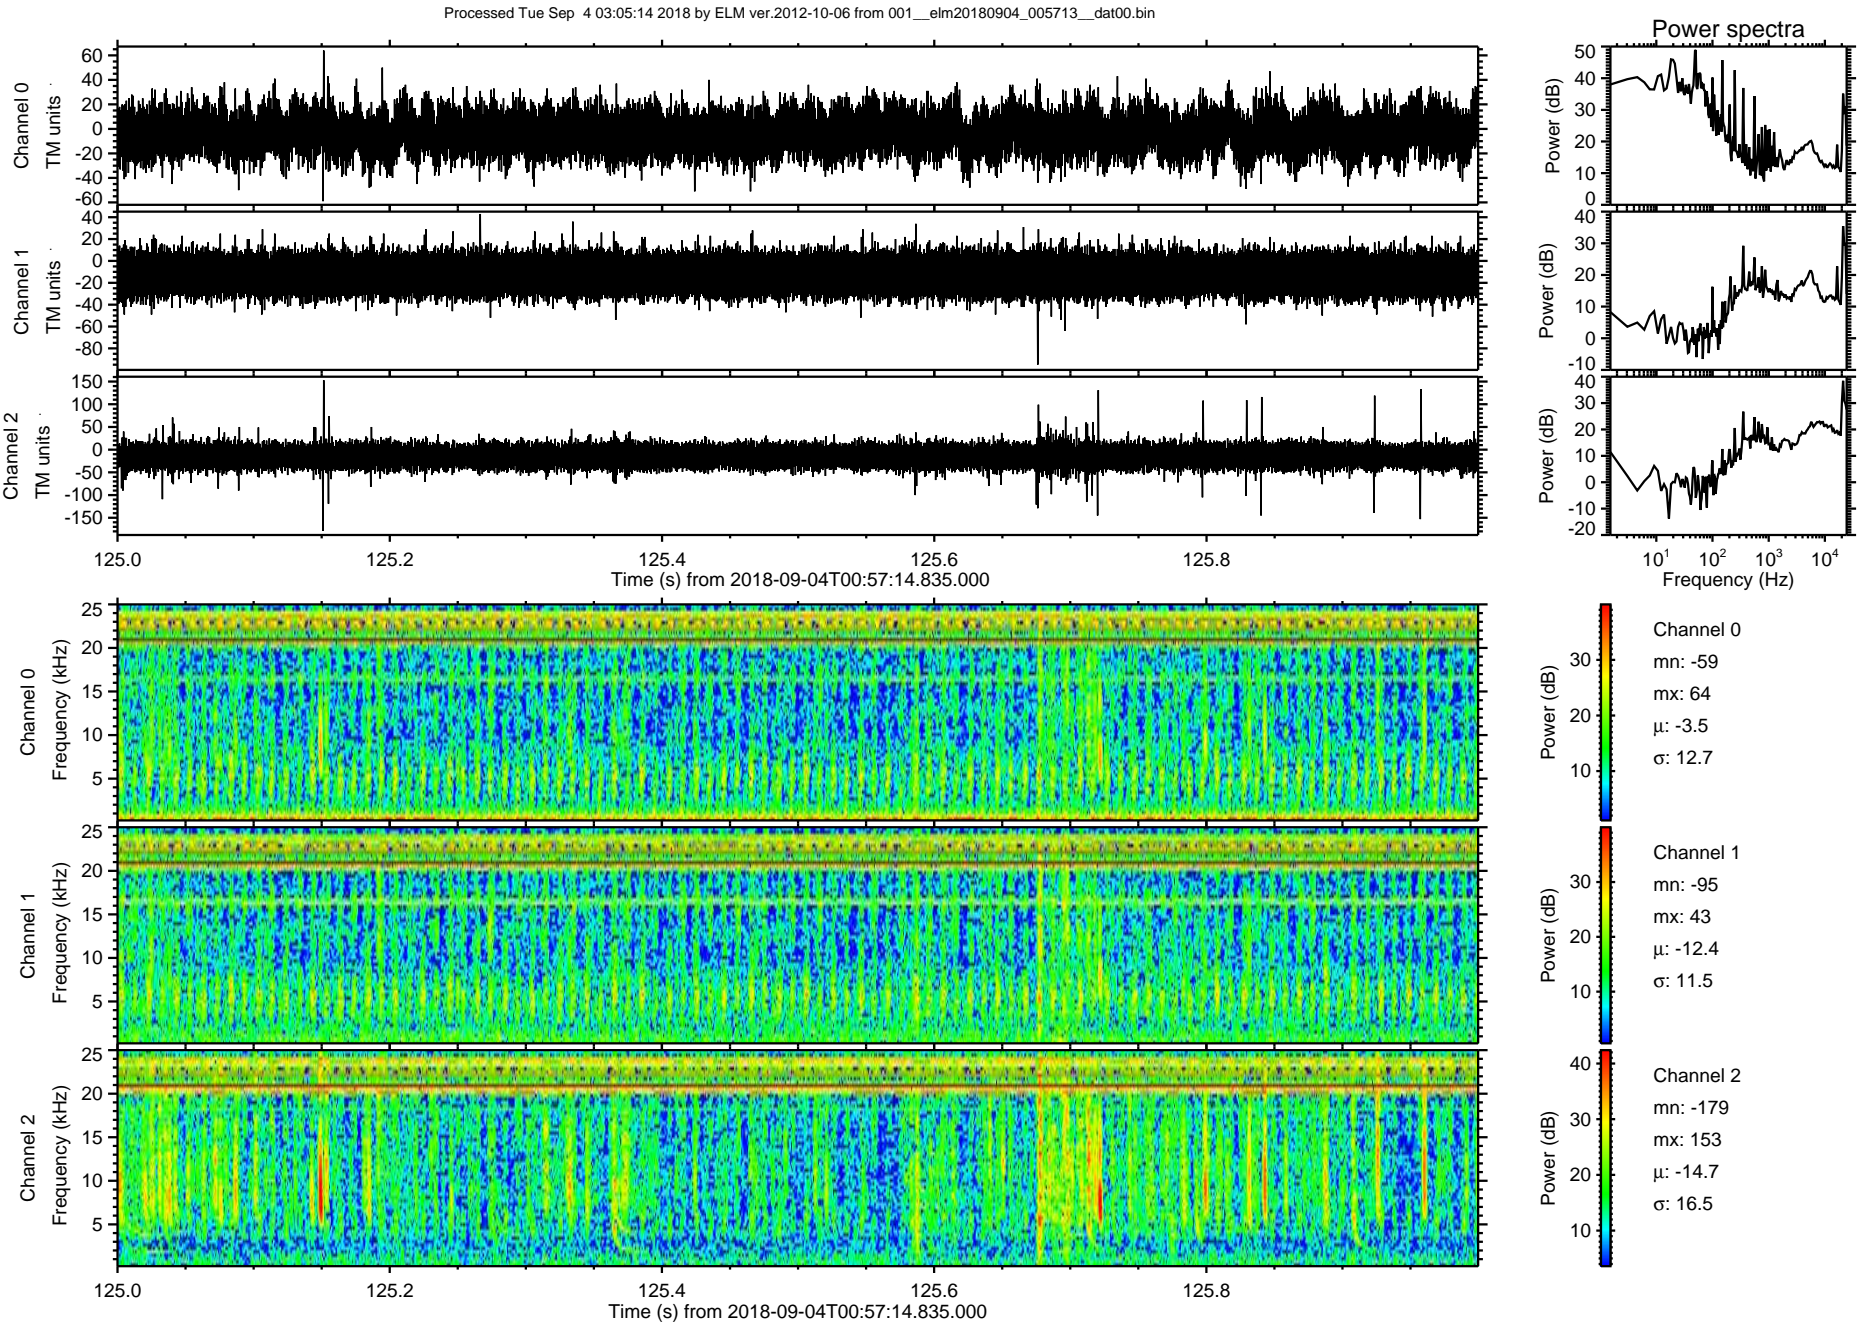 Processed Tue Sep 4 03:05:14 2018 by ELM ver.2012-10-06 from 001__elm20180904_005713__dat00.bin
Power spectra
Channel 0
TM units
60
40
20
0
-20
-40
-60
Power (dB)
50
40
30
20
10
0
Channel 1
TM units
40
20
0
-20
-40
-60
-80
Power (dB)
40
30
20
10
0
-10
Channel 2
TM units
150
100
50
0
-50
-100
-150
Power (dB)
40
30
20
10
0
-10
-20
125.0 125.2 125.4 125.6 125.8
Time (s) from 2018-09-04T00:57:14.835.000
10^1 10^2 10^3 10^4
Frequency (Hz)
Channel 0
Frequency (kHz)
25
20
15
10
5
Power (dB)
30
20
10
Channel 0
mn: -59
mx: 64
μ: -3.5
σ: 12.7
Channel 1
Frequency (kHz)
25
20
15
10
5
Power (dB)
30
20
10
Channel 1
mn: -95
mx: 43
μ: -12.4
σ: 11.5
Channel 2
Frequency (kHz)
25
20
15
10
5
Power (dB)
40
30
20
10
Channel 2
mn: -179
mx: 153
μ: -14.7
σ: 16.5
125.0 125.2 125.4 125.6 125.8
Time (s) from 2018-09-04T00:57:14.835.000